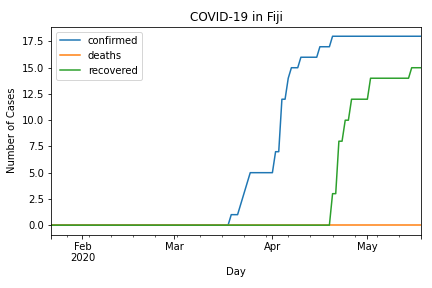 COVID-19 in Fiji
confirmed
deaths
recovered
Number of Cases
17.5
15.0
12.5
10.0
7.5
5.0
2.5
0.0
Feb
2020
Mar
Apr
May
Day